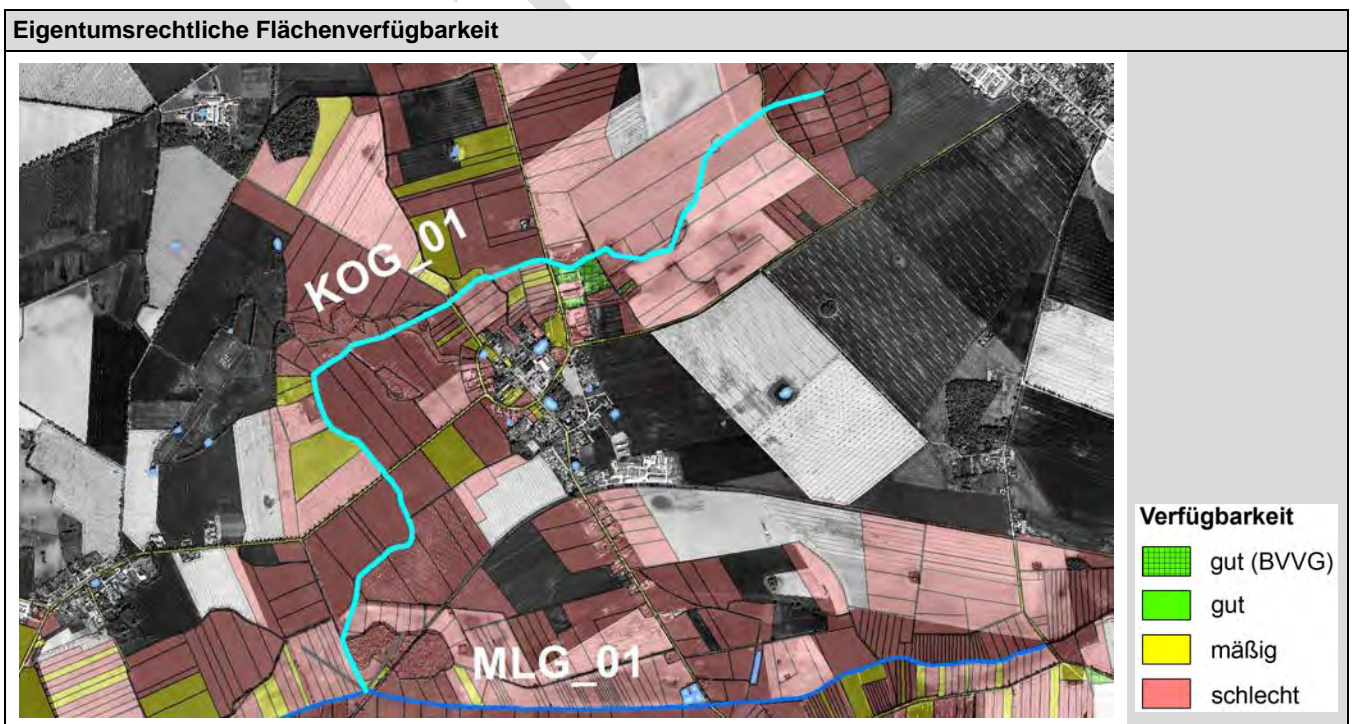 Eigentumsrechtliche Flächenverfügbarkeit
KOG_01
MLG_01
Verfügbarkeit
gut (BVVG)
gut
mäßig
schlecht